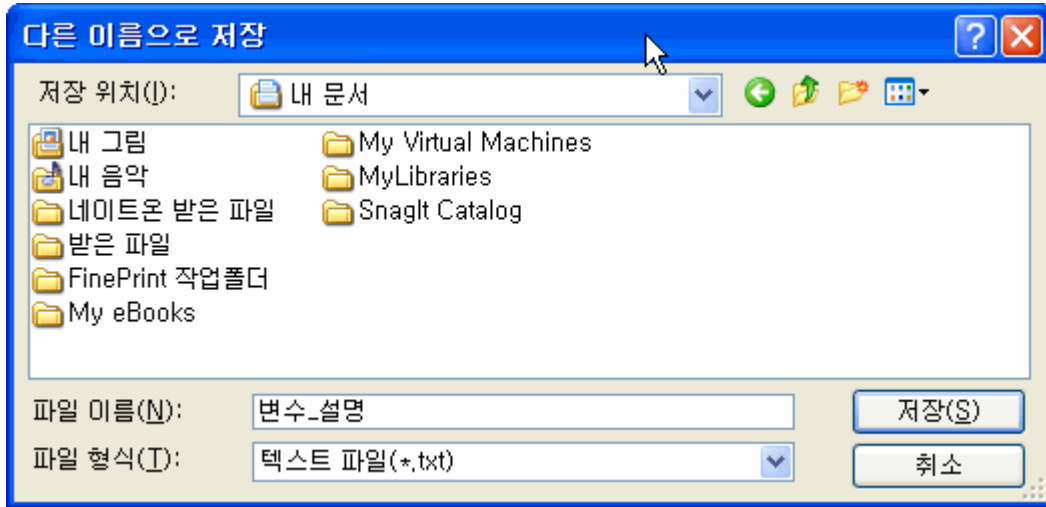 다른 이름으로 저장
저장 위치(I):
내 문서
내 그림
내 음악
네이트온 받은 파일
받은 파일
FinePrint 작업폴더
My eBooks
My Virtual Machines
MyLibraries
SnagIt Catalog
파일 이름(N):
변수_설명
저장(S)
파일 형식(T):
텍스트 파일(*.txt)
취소